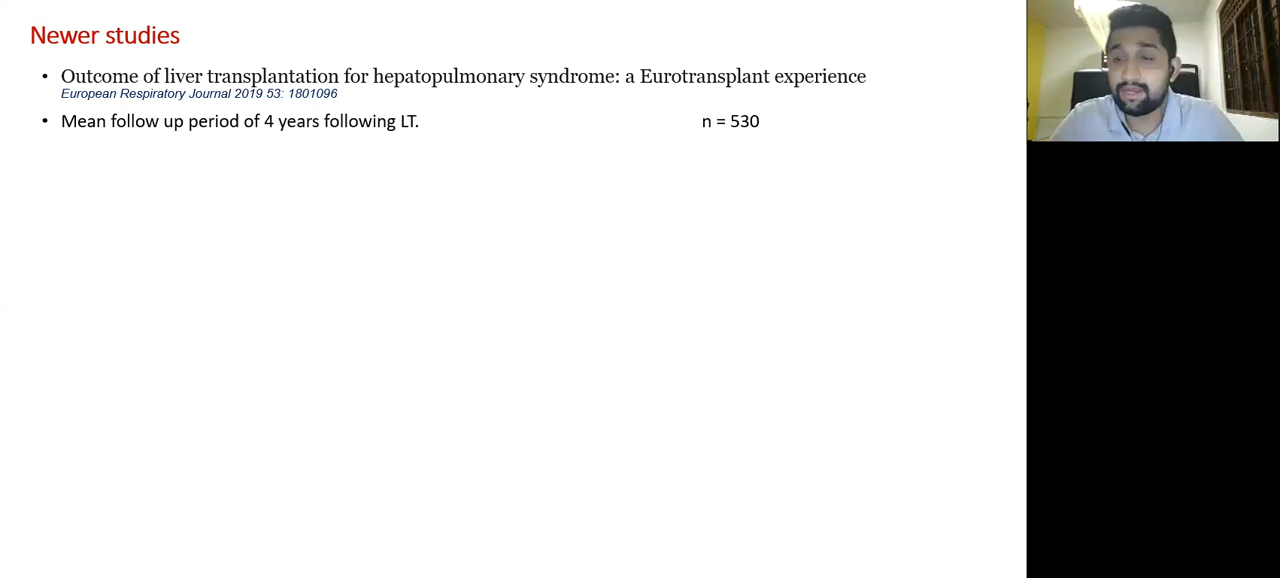 Newer studies
• Outcome of liver transplantation for hepatopulmonary syndrome: a Eurotransplant experience
European Respiratory Journal 2019 53: 1801096
• Mean follow up period of 4 years following LT. n = 530